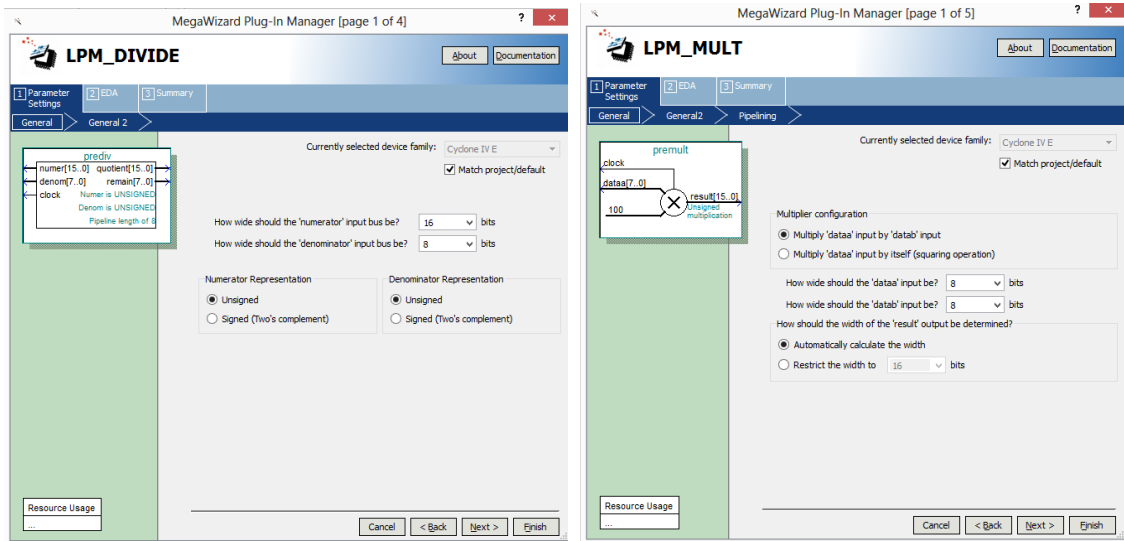 MegaWizard Plug-In Manager [page 1 of 4]
?
×
LPM_DIVIDE
About
Documentation
1 Parameter Settings
2 EDA
3 Summary
General
General 2
prediv
numer[15..0] quotient[15..0]
denom[7..0] remain[7..0]
clock
Numer is UNSIGNED
Denom is UNSIGNED
Pipeline length of 8
Currently selected device family:
Cyclone IV E
Match project/default
How wide should the 'numerator' input bus be? 16 bits
How wide should the 'denominator' input bus be? 8 bits
Numerator Representation
Unsigned
Signed (Two's complement)
Denominator Representation
Unsigned
Signed (Two's complement)
Resource Usage
...
Cancel
< Back
Next >
Finish
MegaWizard Plug-In Manager [page 1 of 5]
?
×
LPM_MULT
About
Documentation
1 Parameter Settings
2 EDA
3 Summary
General
General2
Pipelining
premult
clock
dataa[7..0]
100
result[15..0]
Unsigned
multiplication
Currently selected device family:
Cyclone IV E
Match project/default
Multiplier configuration
Multiply 'dataa' input by 'datab' input
Multiply 'dataa' input by itself (squaring operation)
How wide should the 'dataa' input be? 8 bits
How wide should the 'datab' input be? 8 bits
How should the width of the 'result' output be determined?
Automatically calculate the width
Restrict the width to 16 bits
Resource Usage
...
Cancel
< Back
Next >
Finish